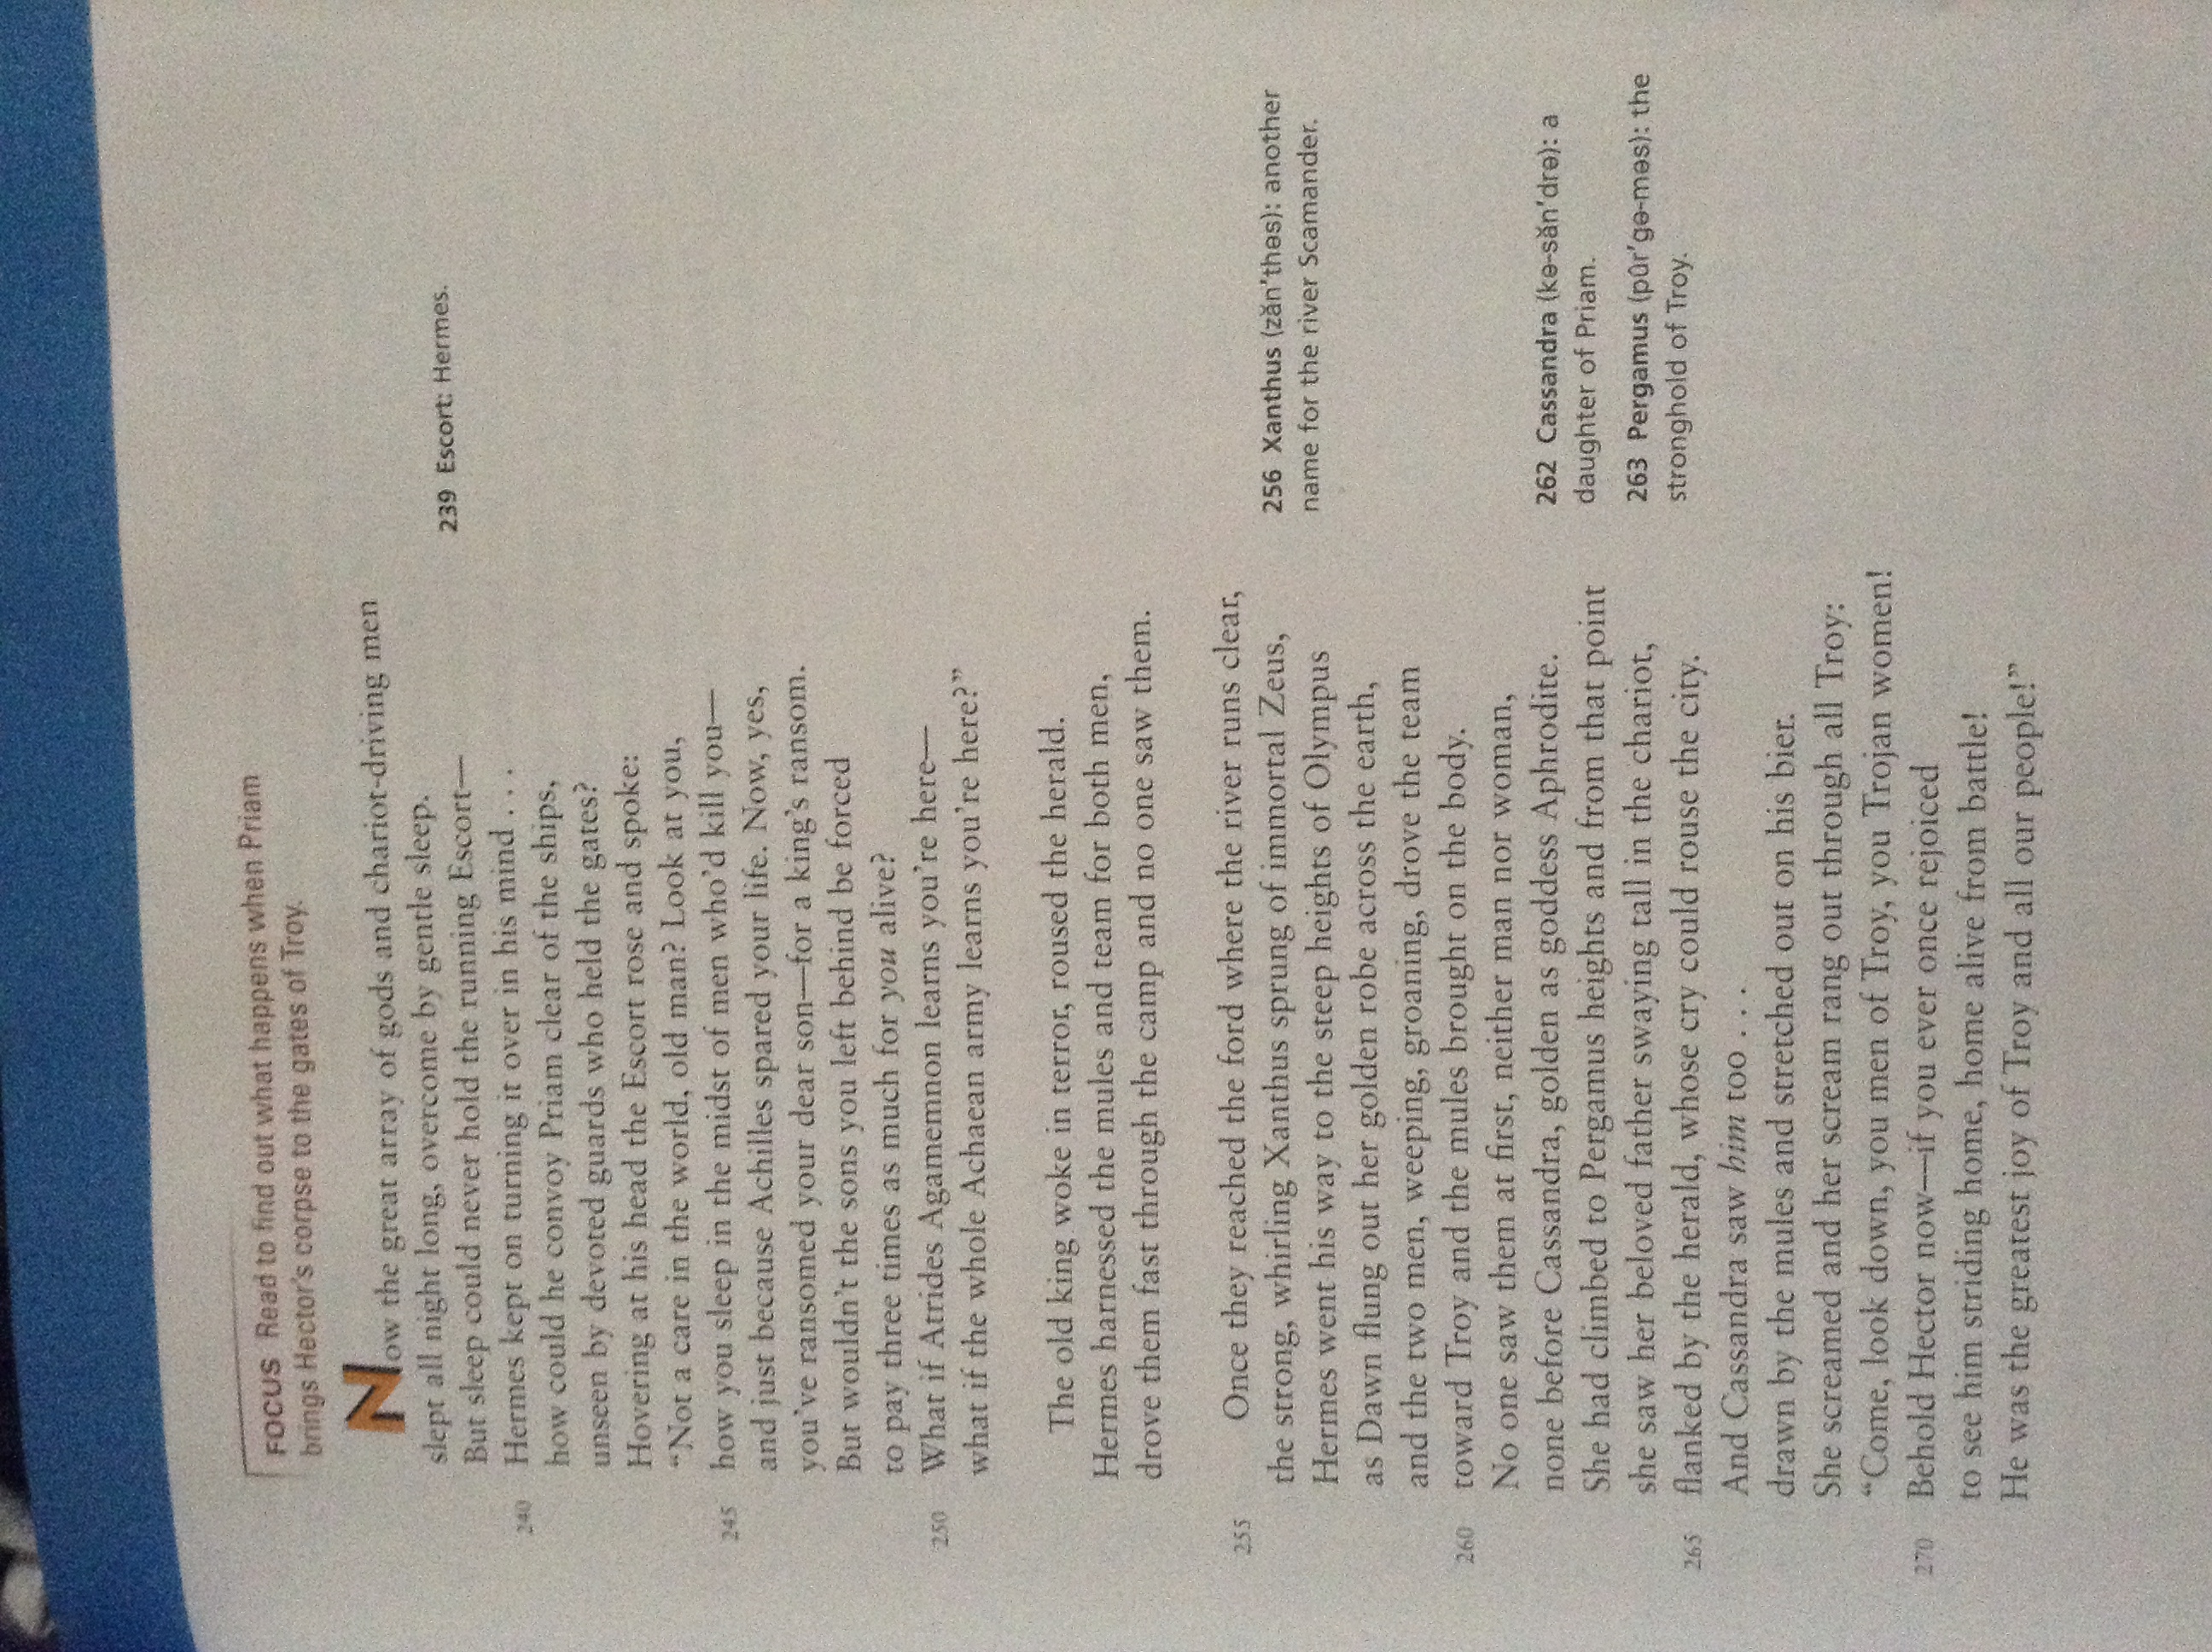 FOCUS Read to find out what happens when Priam
brings Hector's corpse to the gates of Troy.
Now the great array of gods and chariot-driving men
slept all night long, overcome by gentle sleep.
But sleep could never hold the running Escort—
239 Escort: Hermes.
240 Hermes kept on turning it over in his mind . . .
how could he convoy Priam clear of the ships,
unseen by devoted guards who held the gates?
Hovering at his head the Escort rose and spoke:
“Not a care in the world, old man? Look at you,
245 how you sleep in the midst of men who'd kill you—
and just because Achilles spared your life. Now, yes,
you've ransomed your dear son—for a king's ransom.
But wouldn't the sons you left behind be forced
to pay three times as much for you alive?
250 What if Atrides Agamemnon learns you're here—
what if the whole Achaean army learns you're here?”
The old king woke in terror, roused the herald.
Hermes harnessed the mules and team for both men,
drove them fast through the camp and no one saw them.
255 Once they reached the ford where the river runs clear,
the strong, whirling Xanthus sprung of immortal Zeus,
256 Xanthus (zăn′thəs): another
name for the river Scamander.
Hermes went his way to the steep heights of Olympus
as Dawn flung out her golden robe across the earth,
and the two men, weeping, groaning, drove the team
260 toward Troy and the mules brought on the body.
No one saw them at first, neither man nor woman,
none before Cassandra, golden as goddess Aphrodite.
262 Cassandra (kə-săn′drə): a
daughter of Priam.
She had climbed to Pergamus heights and from that point
she saw her beloved father swaying tall in the chariot,
263 Pergamus (pûr′gə-məs): the
stronghold of Troy.
265 flanked by the herald, whose cry could rouse the city.
And Cassandra saw him too . . .
drawn by the mules and stretched out on his bier.
She screamed and her scream rang out through all Troy:
“Come, look down, you men of Troy, you Trojan women!
270 Behold Hector now—if you ever once rejoiced
to see him striding home, home alive from battle!
He was the greatest joy of Troy and all our people!”